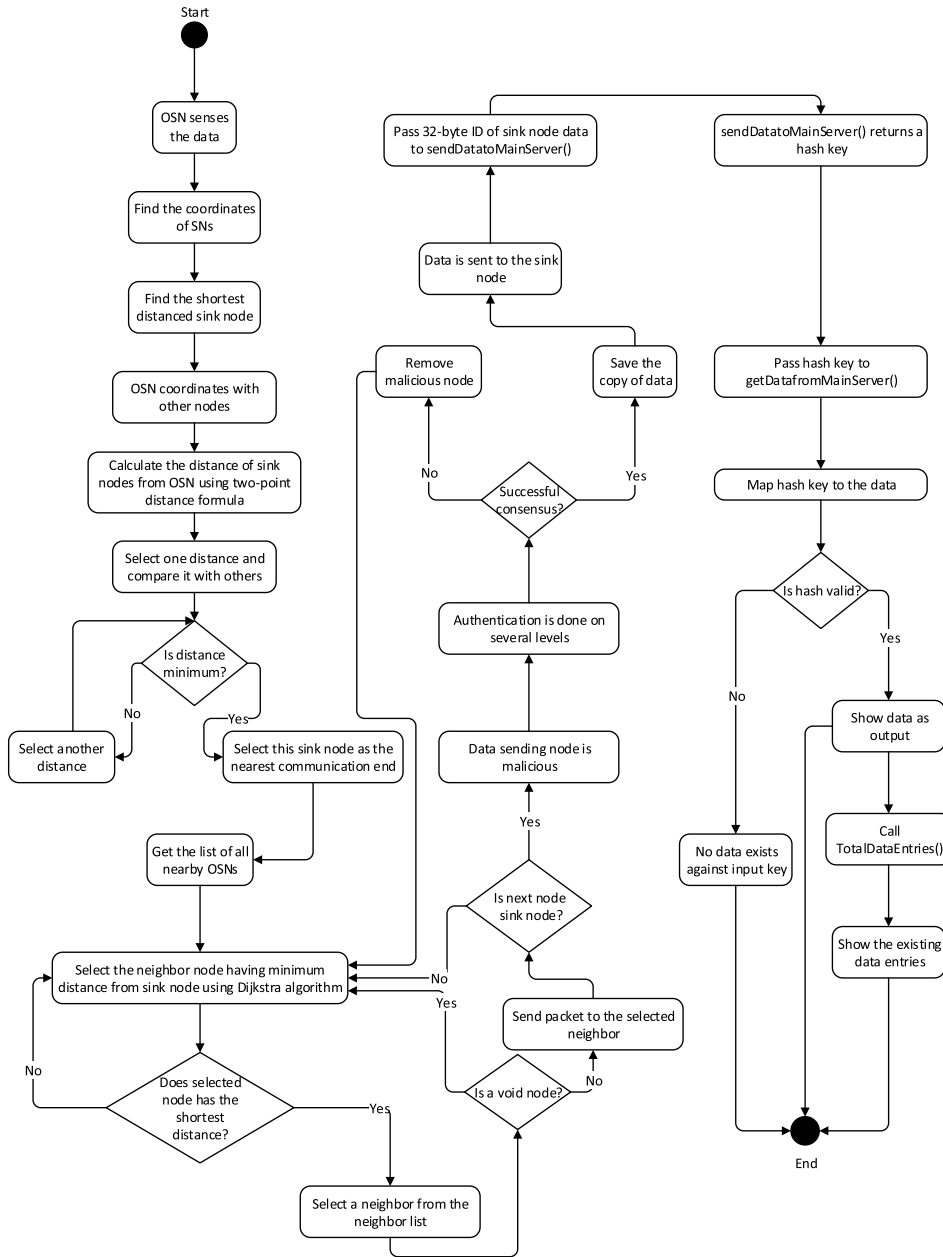 Start
OSN senses
the data
Find the coordinates
of SNs
Find the shortest
distanced sink node
OSN coordinates with
other nodes
Calculate the distance of sink
nodes from OSN using two-point
distance formula
Select one distance and
compare it with others
Is distance
minimum?
No
Yes
Select another
distance
Select this sink node as the
nearest communication end
Get the list of all
nearby OSNs
Select the neighbor node having minimum
distance from sink node using Dijkstra algorithm
No
Does selected
node has the
shortest
distance?
Yes
Select a neighbor from the
neighbor list
Is a void node?
Yes
No
Send packet to the selected
neighbor
Is next node
sink node?
No
Yes
Data sending node is
malicious
Authentication is done on
several levels
Successful
consensus?
No
Yes
Remove
malicious node
Save the
copy of data
Data is sent to the sink
node
Pass 32-byte ID of sink node data
to sendDatatoMainServer()
sendDatatoMainServer() returns a
hash key
Pass hash key to
getDatafromMainServer()
Map hash key to the data
Is hash valid?
No
Yes
Show data as
output
No data exists
against input key
Call
TotalDataEntries()
Show the existing
data entries
End